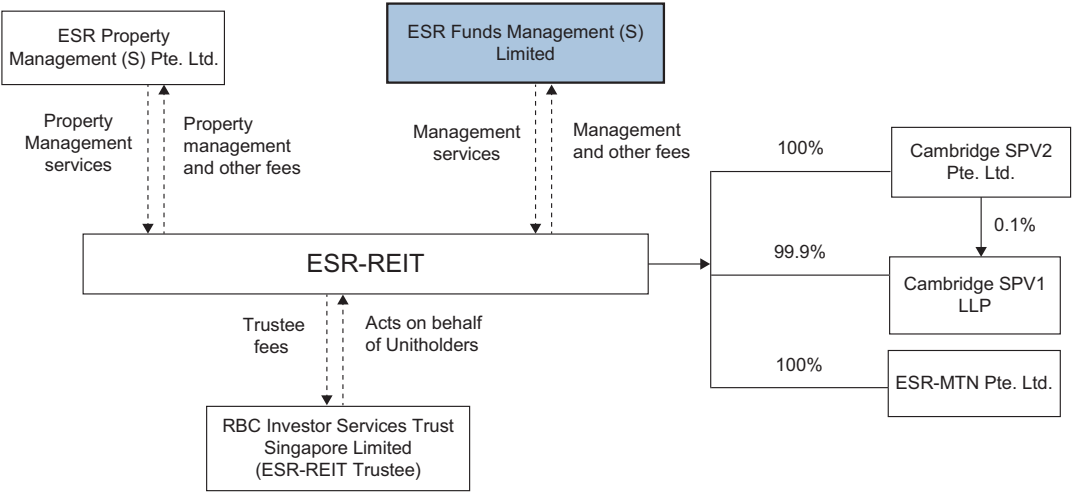 ESR Property
Management (S) Pte. Ltd.
ESR Funds Management (S)
Limited
Property
Management
services
Property
management
and other fees
Management
services
Management
and other fees
100%
Cambridge SPV2
Pte. Ltd.
0.1%
ESR-REIT
99.9%
Cambridge SPV1
LLP
Trustee
fees
Acts on behalf
of Unitholders
100%
ESR-MTN Pte. Ltd.
RBC Investor Services Trust
Singapore Limited
(ESR-REIT Trustee)